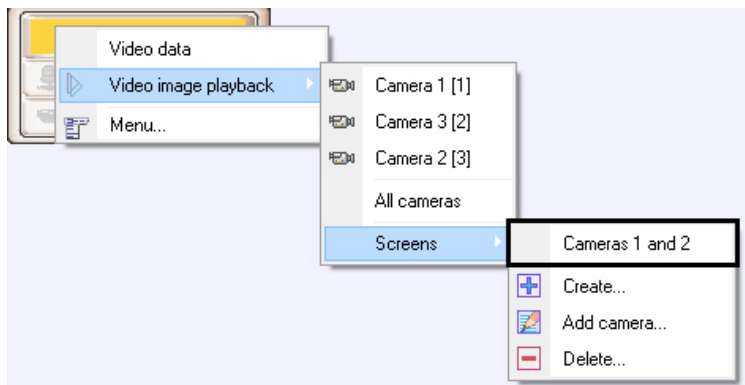 Video data
Video image playback
Menu...
Camera 1 [1]
Camera 3 [2]
Camera 2 [3]
All cameras
Screens
Cameras 1 and 2
Create...
Add camera...
Delete...